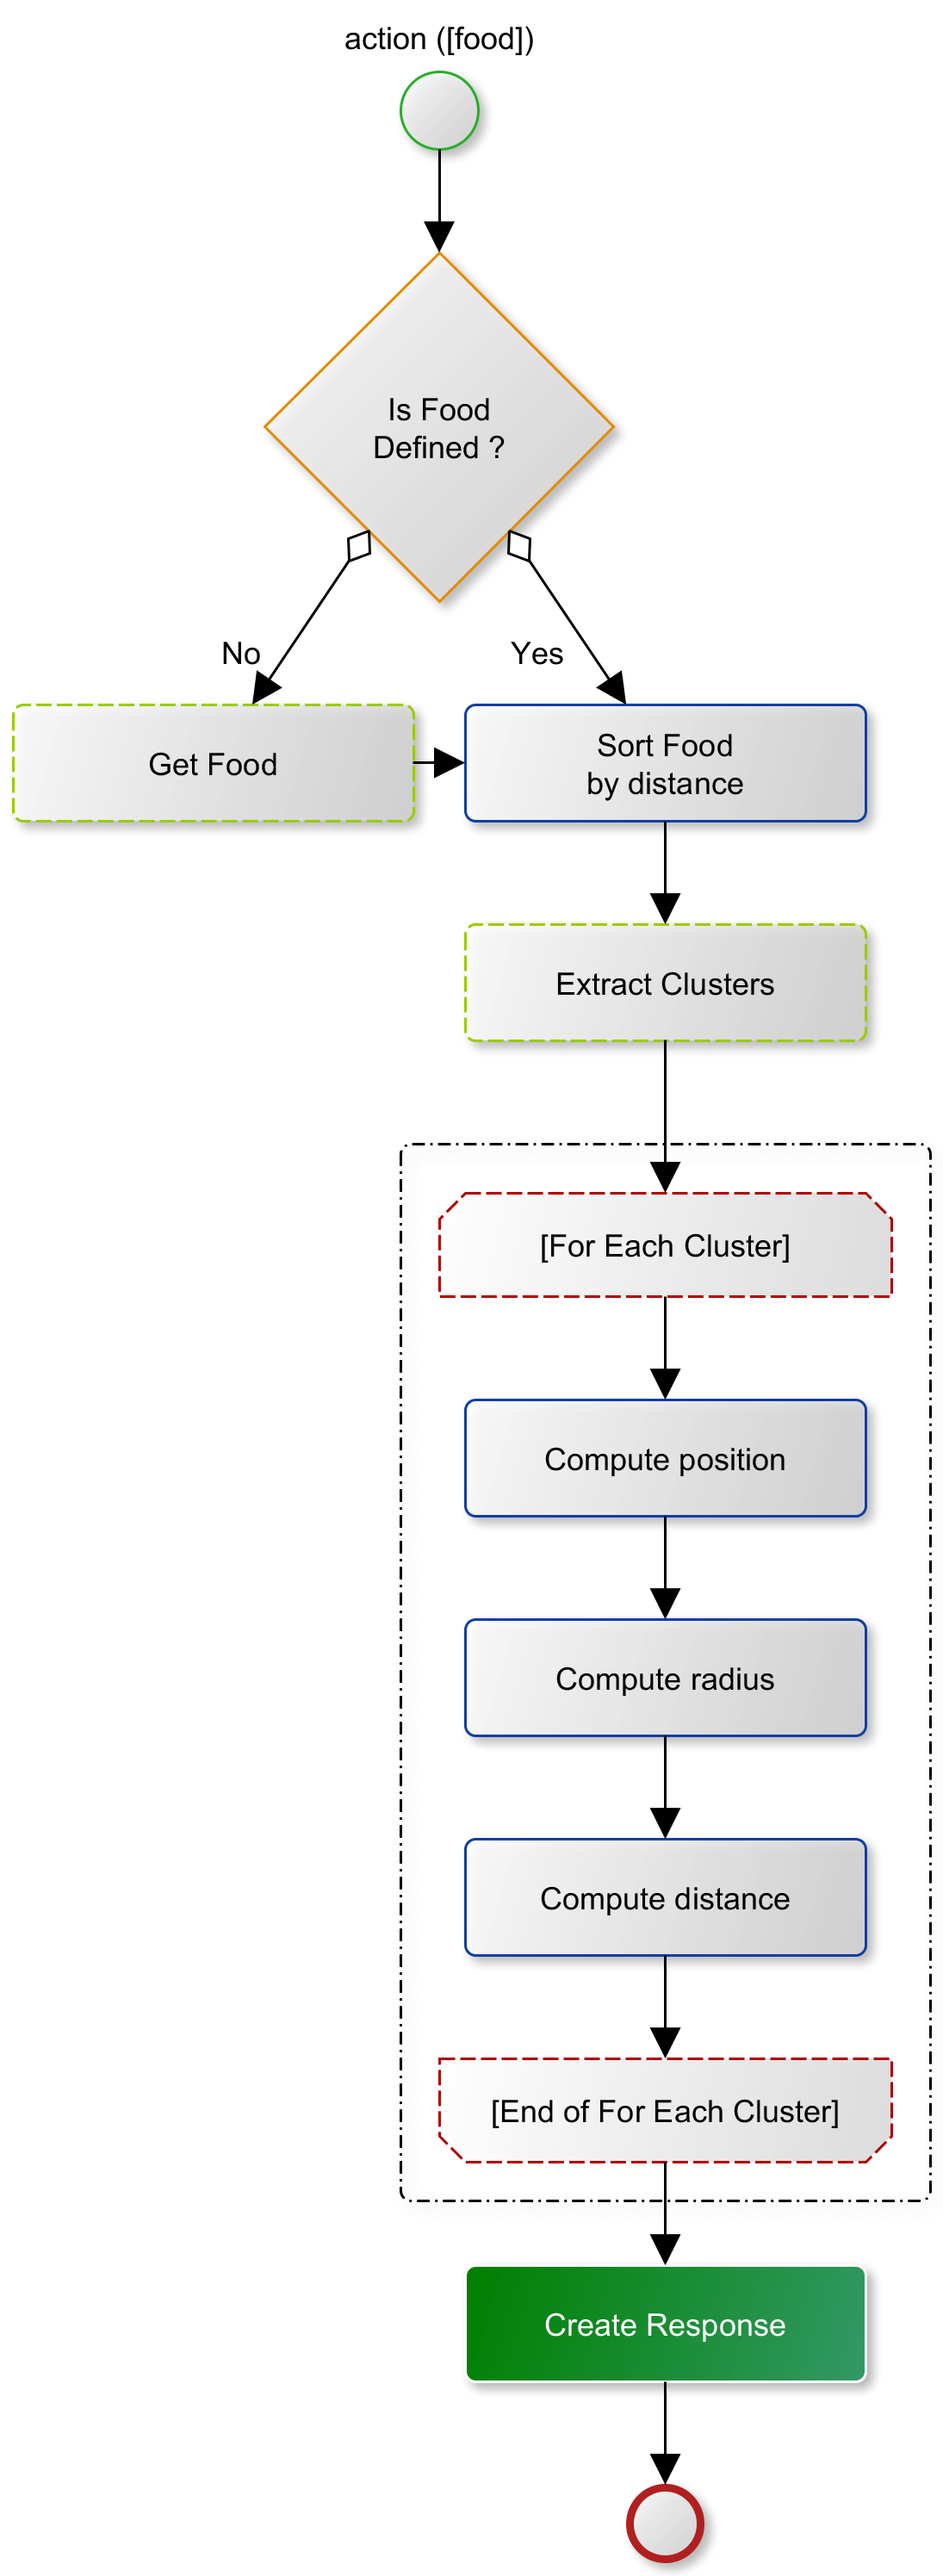 action ([food])
Is Food
Defined ?
No
Yes
Get Food
Sort Food
by distance
Extract Clusters
[For Each Cluster]
Compute position
Compute radius
Compute distance
[End of For Each Cluster]
Create Response